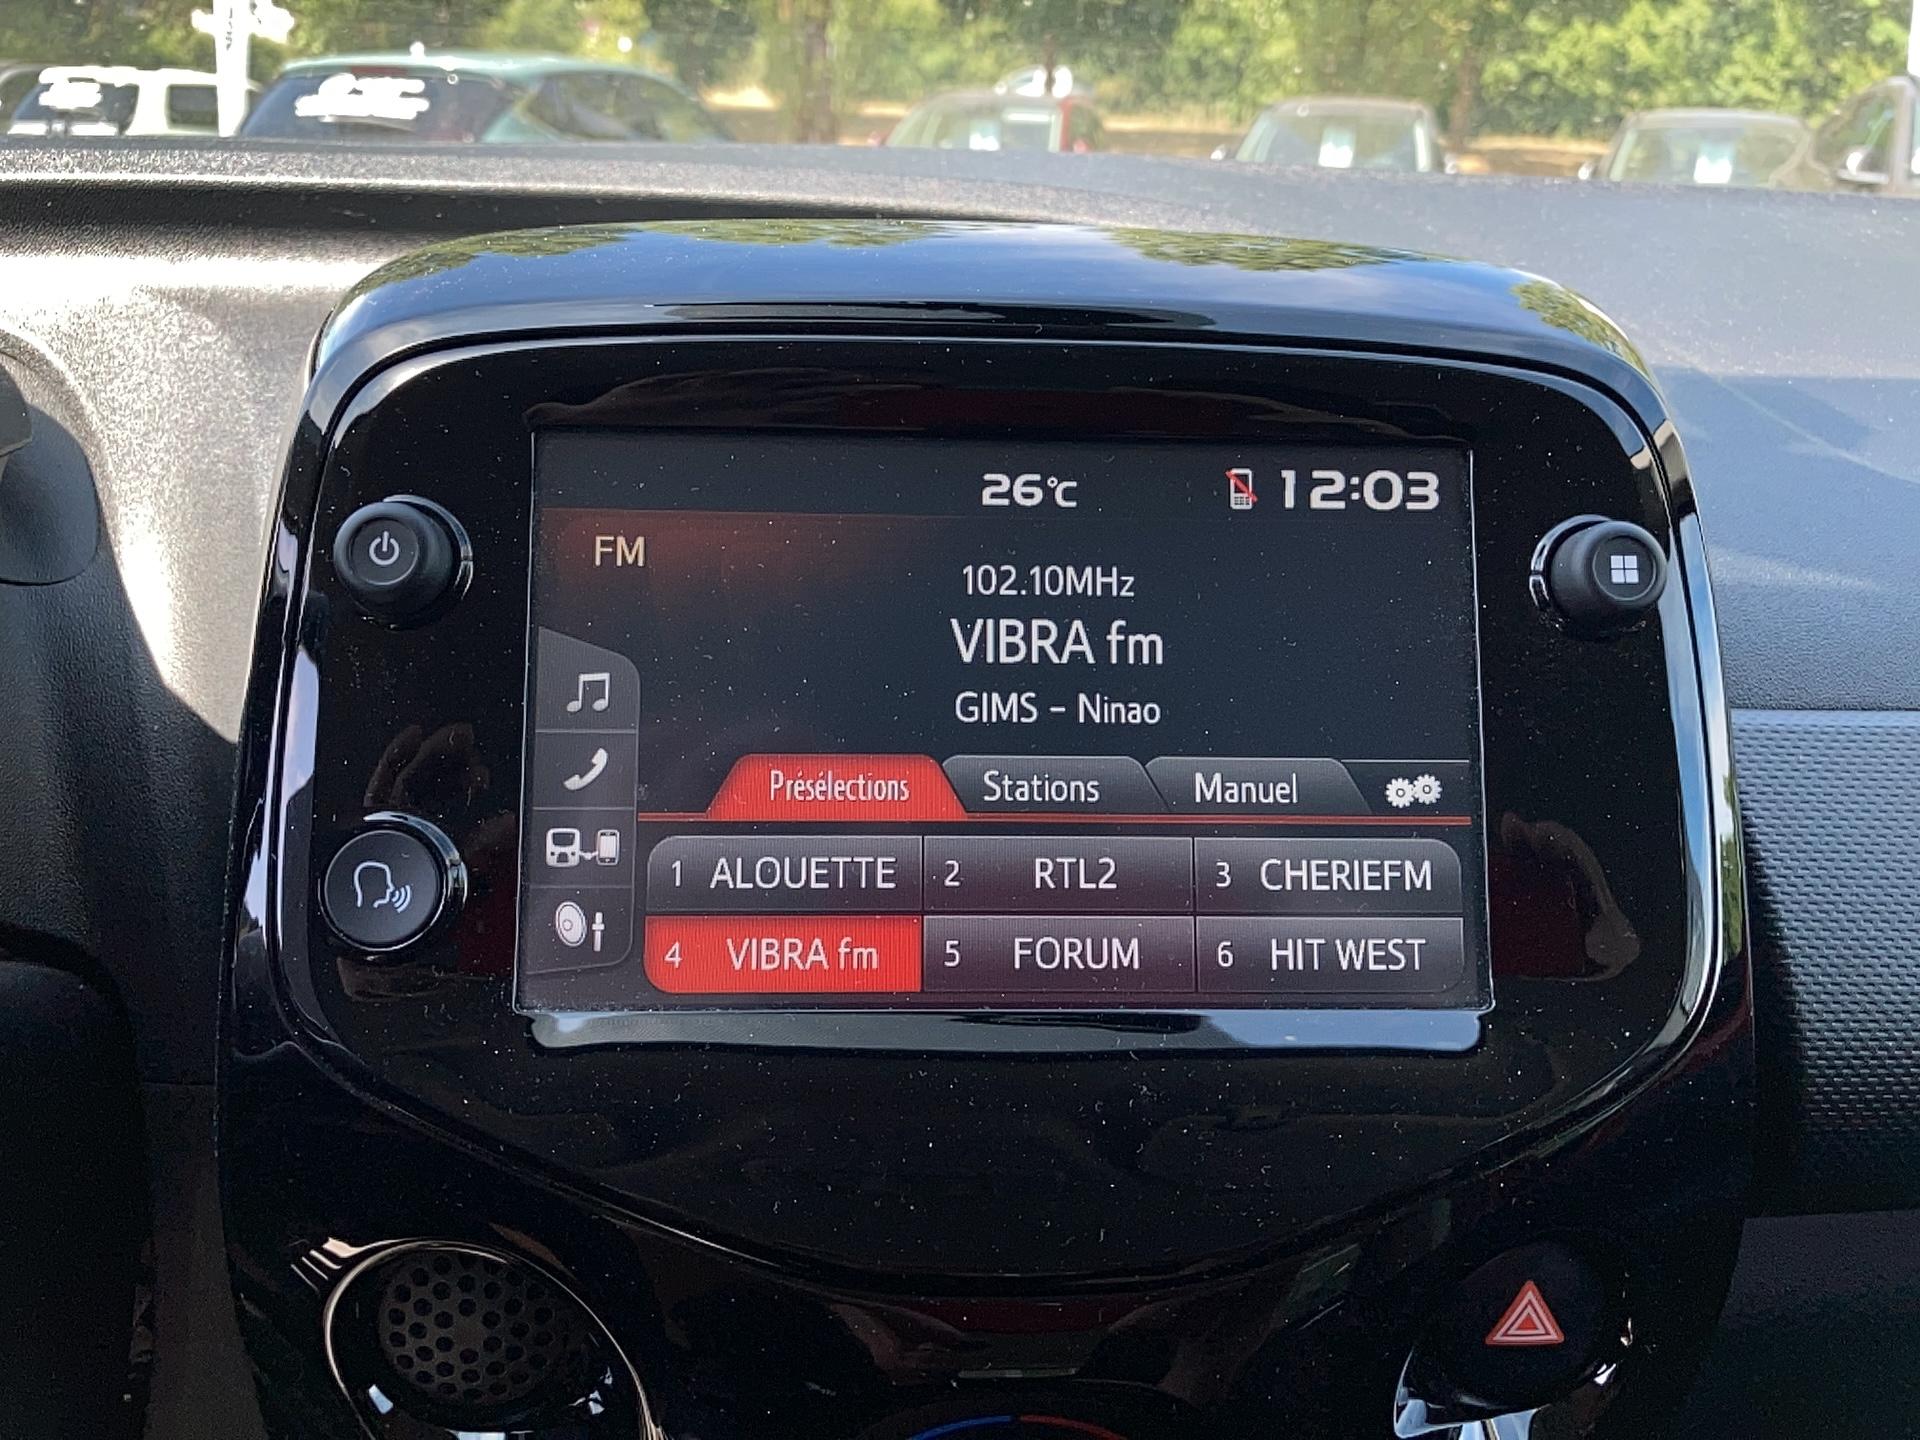 26°C 12:03
FM
102.10MHz
VIBRA fm
GIMS - Ninao
Présélections Stations Manuel
1 ALOUETTE 2 RTL2 3 CHERIEFM
4 VIBRA fm 5 FORUM 6 HIT WEST